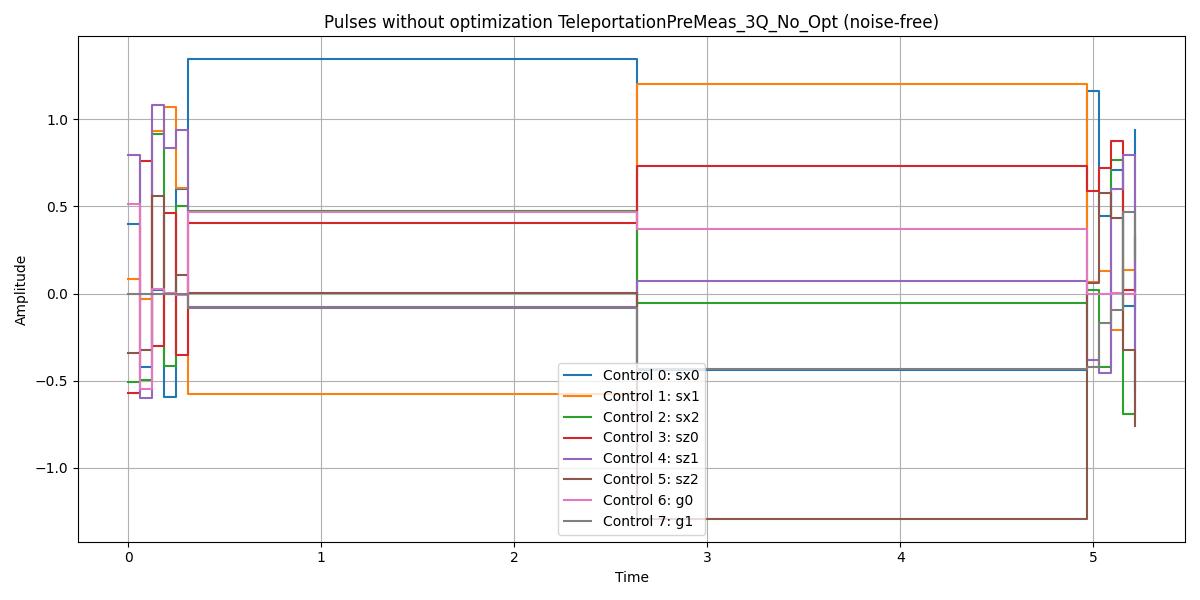 Pulses without optimization TeleportationPreMeas_3Q_No_Opt (noise-free)
Amplitude
1.0
0.5
0.0
−0.5
−1.0
Control 0: sx0
Control 1: sx1
Control 2: sx2
Control 3: sz0
Control 4: sz1
Control 5: sz2
Control 6: g0
Control 7: g1
0 1 2 3 4 5
Time